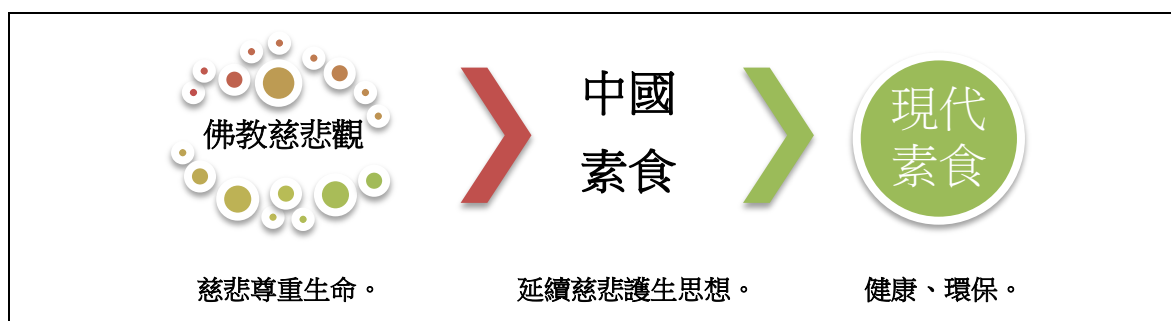 佛教慈悲觀
中國
素食
現代
素食
慈悲尊重生命。
延續慈悲護生思想。
健康、環保。